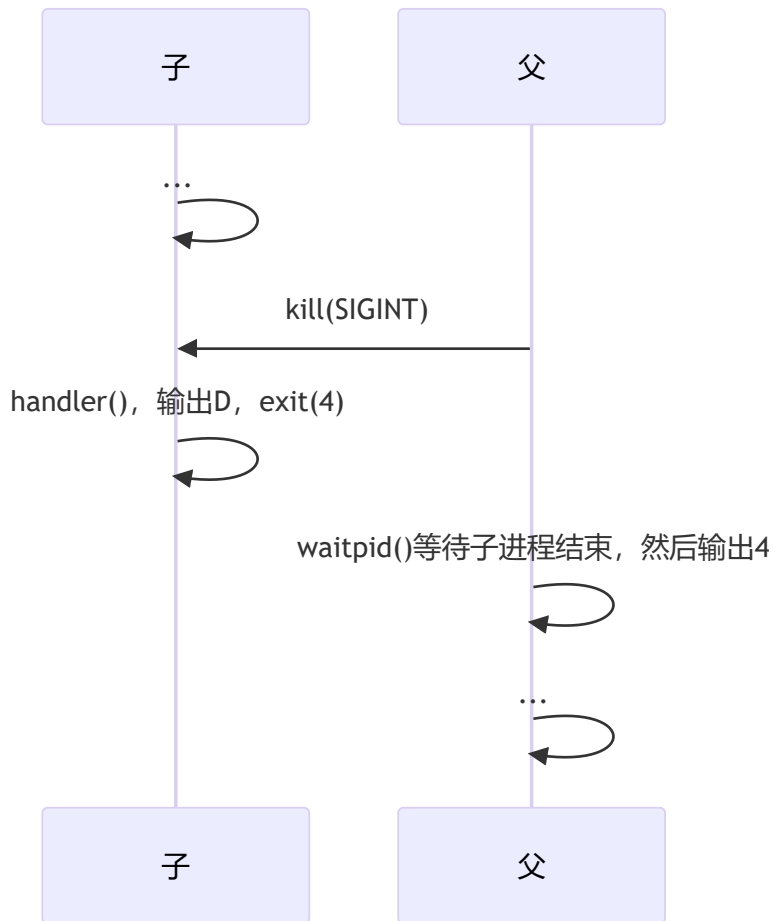 子
父
...
kill(SIGINT)
handler()，输出D，exit(4)
waitpid()等待子进程结束，然后输出4
...
子
父